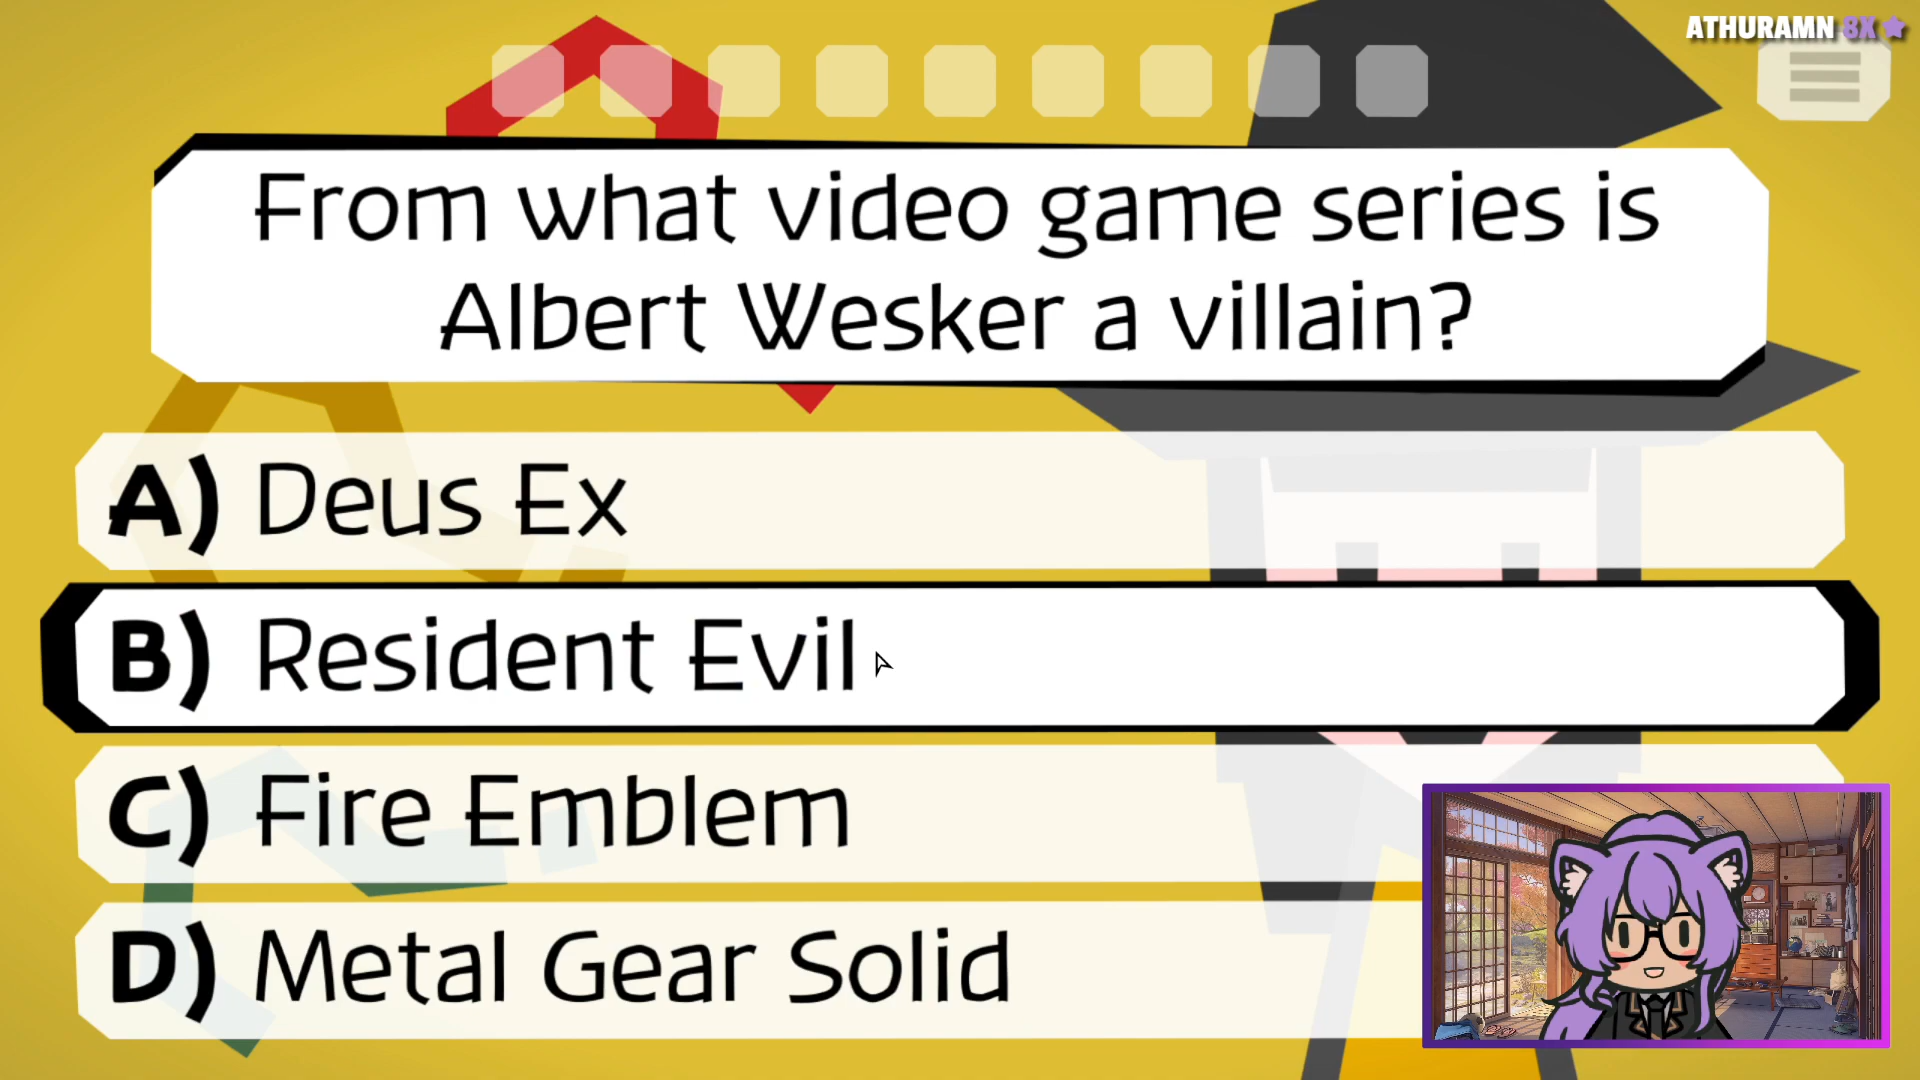 ATHURAMN 8X
From what video game series is
Albert Wesker a villain?
A) Deus Ex
B) Resident Evil
C) Fire Emblem
D) Metal Gear Solid